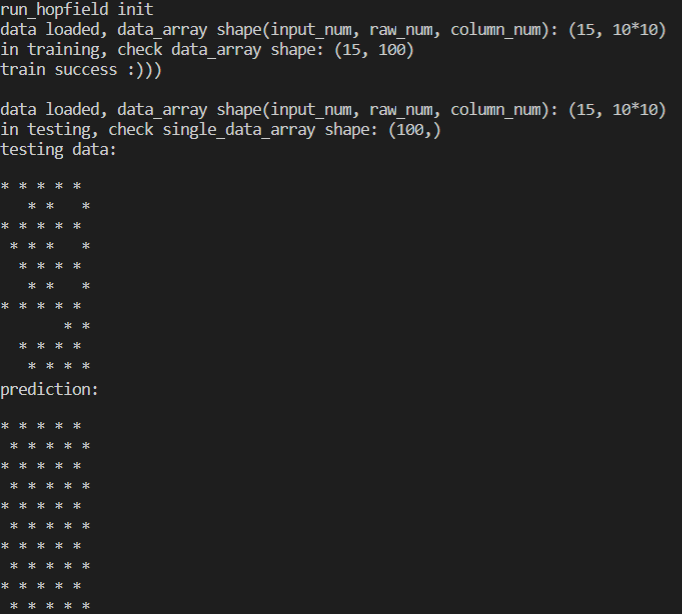 run_hopfield init
data loaded, data_array shape(input_num, raw_num, column_num): (15, 10*10)
in training, check data_array shape: (15, 100)
train success :)))

data loaded, data_array shape(input_num, raw_num, column_num): (15, 10*10)
in testing, check single_data_array shape: (100,)
testing data:

* * * * *
   * *   *
* * * * *
 * * *   *
  * * * *
   * *   *
* * * * *
       * *
  * * * *
   * * * *
prediction:

* * * * *
 * * * * *
* * * * *
 * * * * *
* * * * *
 * * * * *
* * * * *
 * * * * *
* * * * *
 * * * * *